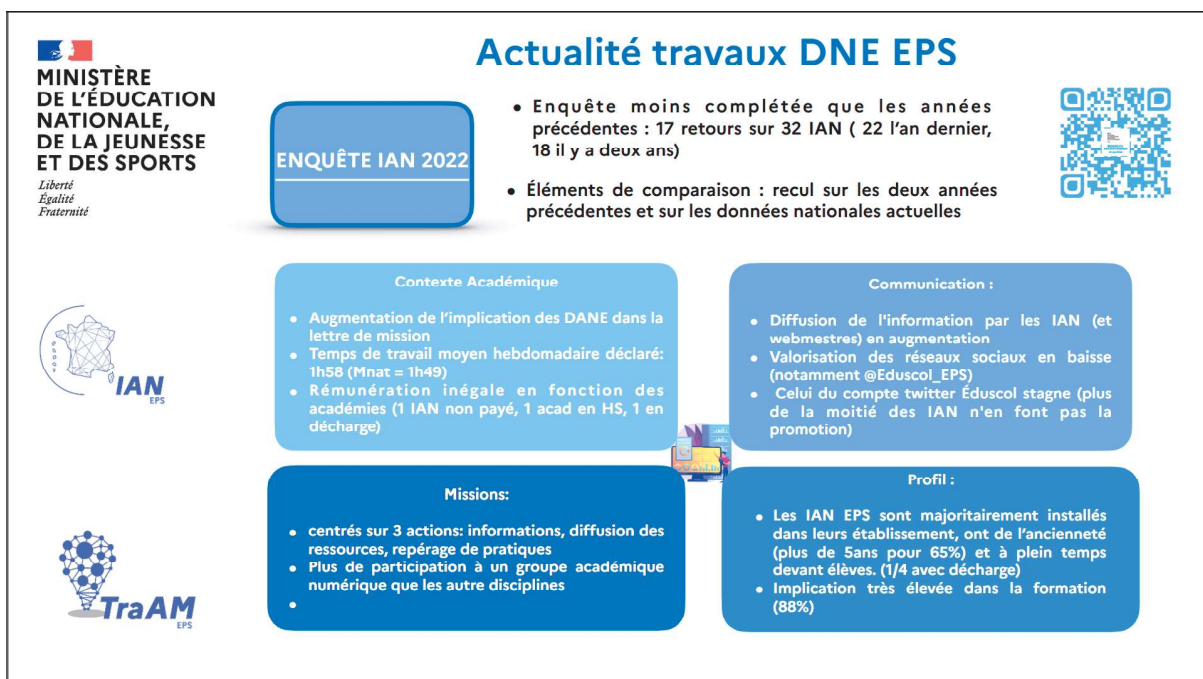 MINISTÈRE
DE L'ÉDUCATION
NATIONALE,
DE LA JEUNESSE
ET DES SPORTS
Liberté
Égalité
Fraternité
Actualité travaux DNE EPS
ENQUÊTE IAN 2022
• Enquête moins complétée que les années
précédentes : 17 retours sur 32 IAN ( 22 l'an dernier,
18 il y a deux ans)
• Éléments de comparaison : recul sur les deux années
précédentes et sur les données nationales actuelles
Contexte Académique
• Augmentation de l'implication des DANE dans la
lettre de mission
• Temps de travail moyen hebdomadaire déclaré:
1h58 (Mnat = 1h49)
• Rémunération inégale en fonction des
académies (1 IAN non payé, 1 acad en HS, 1 en
décharge)
Communication :
• Diffusion de l'information par les IAN (et
webmestres) en augmentation
• Valorisation des réseaux sociaux en baisse
(notamment @Eduscol_EPS)
• Celui du compte twitter Éduscol stagne (plus
de la moitié des IAN n'en font pas la
promotion)
IAN
EPS
Missions:
• centrés sur 3 actions: informations, diffusion des
ressources, repérage de pratiques
• Plus de participation à un groupe académique
numérique que les autre disciplines
•
Profil :
• Les IAN EPS sont majoritairement installés
dans leurs établissement, ont de l'ancienneté
(plus de 5ans pour 65%) et à plein temps
devant élèves. (1/4 avec décharge)
• Implication très élevée dans la formation
(88%)
TraAM
EPS